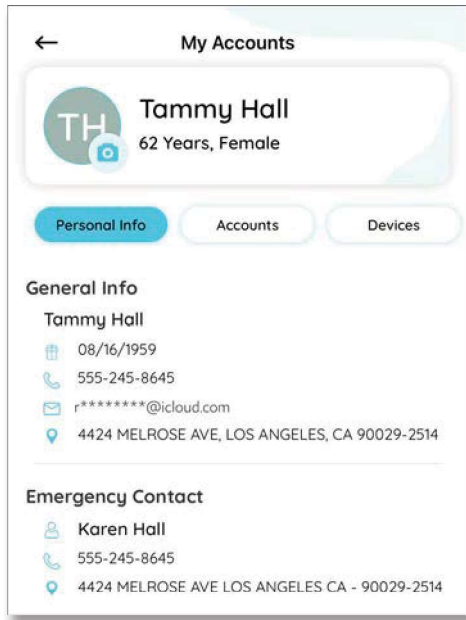 My Accounts
TH
Tammy Hall
62 Years, Female
Personal Info
Accounts
Devices
General Info
Tammy Hall
08/16/1959
555-245-8645
r********@icloud.com
4424 MELROSE AVE, LOS ANGELES, CA 90029-2514
Emergency Contact
Karen Hall
555-245-8645
4424 MELROSE AVE LOS ANGELES CA - 90029-2514